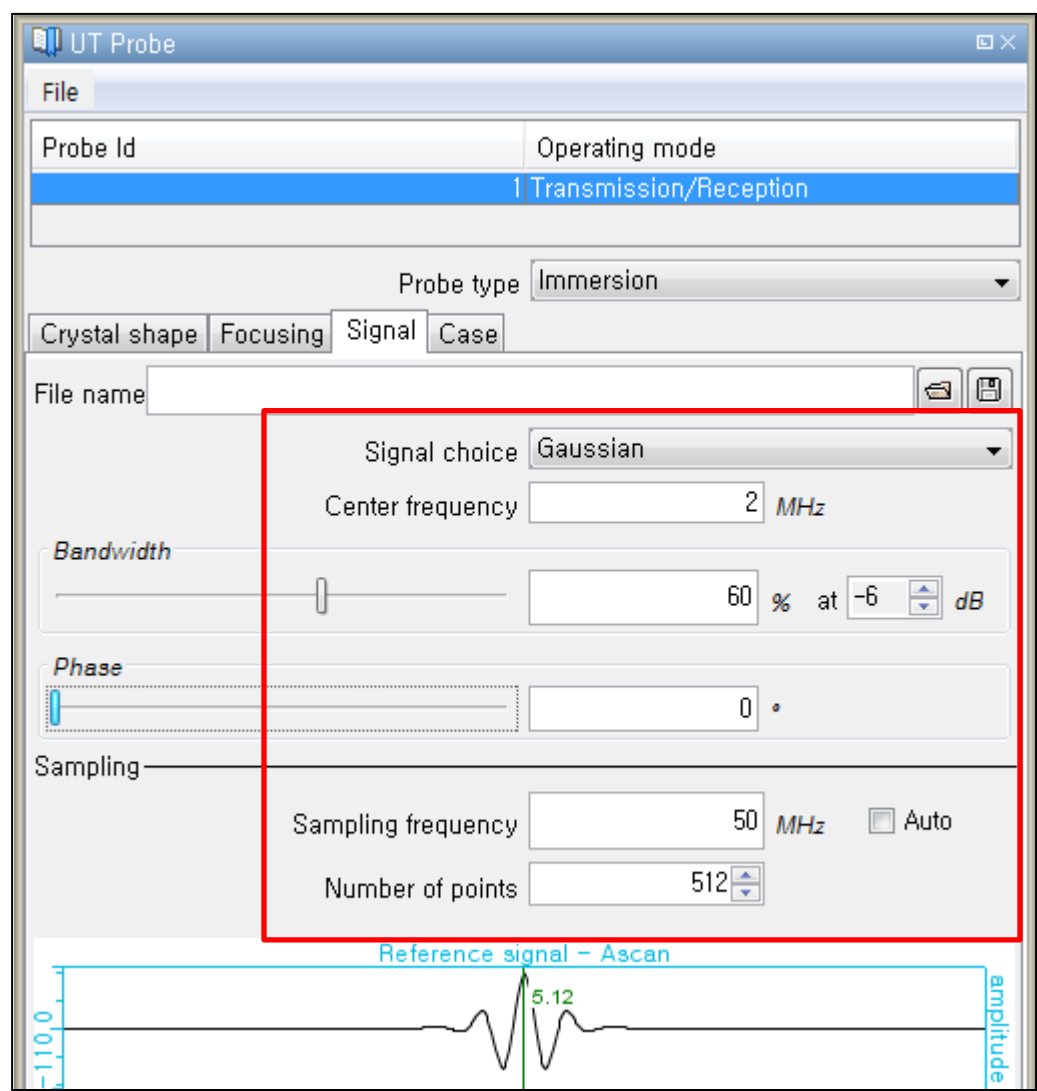 UT Probe
File
Probe Id Operating mode
1 Transmission/Reception
Probe type Immersion
Crystal shape Focusing Signal Case
File name
Signal choice Gaussian
Center frequency 2 MHz
Bandwidth
60 % at -6 dB
Phase
0 °
Sampling
Sampling frequency 50 MHz Auto
Number of points 512
Reference signal - Ascan
5.12
amplitude
-110.0